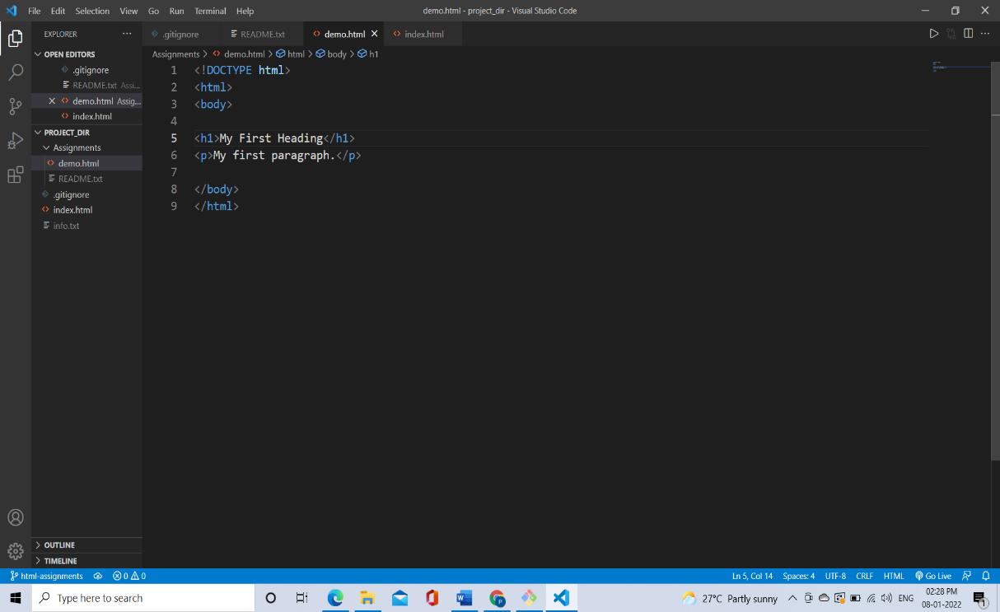 File Edit Selection View Go Run Terminal Help demo.html - project_dir - Visual Studio Code
EXPLORER ···
.gitignore README.txt demo.html index.html
OPEN EDITORS
.gitignore
README.txt Assi...
demo.html Assig...
index.html
PROJECT_DIR
Assignments
demo.html
README.txt
.gitignore
index.html
info.txt
OUTLINE
TIMELINE
Assignments > demo.html > html > body > h1
1 <!DOCTYPE html>
2 <html>
3 <body>
4
5 <h1>My First Heading</h1>
6 <p>My first paragraph.</p>
7
8 </body>
9 </html>
html-assignments 0 0 Ln 5, Col 14 Spaces: 4 UTF-8 CRLF HTML Go Live
Type here to search W P 27°C Partly sunny ENG 02:28 PM
08-01-2022 1